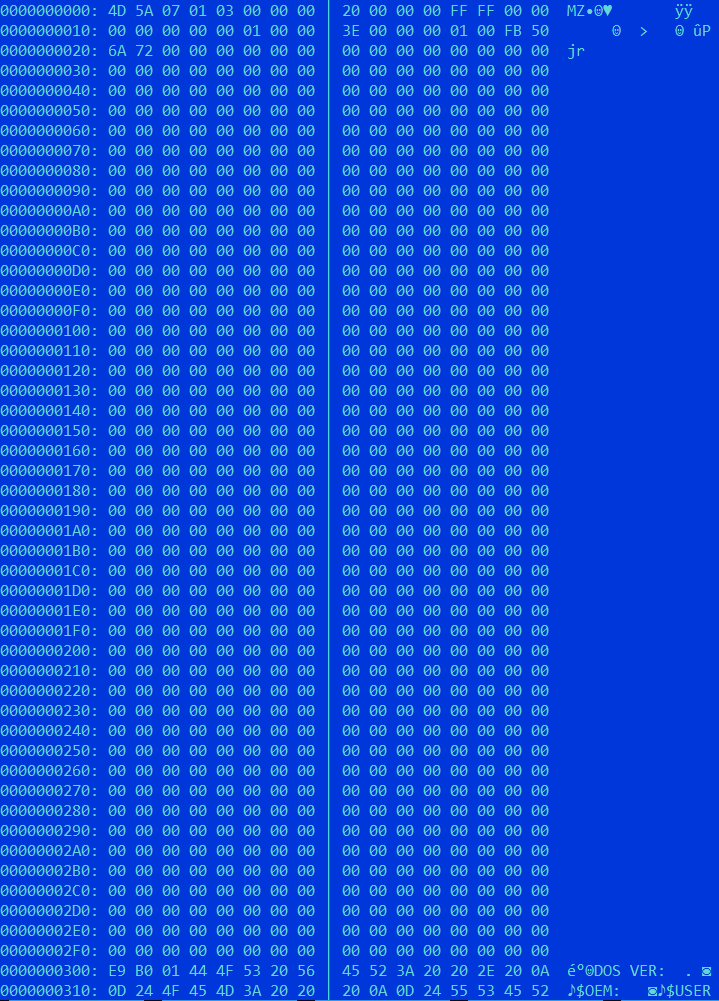 0000000000: 4D 5A 07 01 03 00 00 00 │ 20 00 00 00 FF FF 00 00  MZ•☺♥       ÿÿ
0000000010: 00 00 00 00 00 01 00 00 │ 3E 00 00 00 01 00 FB 50       ☺  >   ☺ ûP
0000000020: 6A 72 00 00 00 00 00 00 │ 00 00 00 00 00 00 00 00  jr
0000000030: 00 00 00 00 00 00 00 00 │ 00 00 00 00 00 00 00 00
0000000040: 00 00 00 00 00 00 00 00 │ 00 00 00 00 00 00 00 00
0000000050: 00 00 00 00 00 00 00 00 │ 00 00 00 00 00 00 00 00
0000000060: 00 00 00 00 00 00 00 00 │ 00 00 00 00 00 00 00 00
0000000070: 00 00 00 00 00 00 00 00 │ 00 00 00 00 00 00 00 00
0000000080: 00 00 00 00 00 00 00 00 │ 00 00 00 00 00 00 00 00
0000000090: 00 00 00 00 00 00 00 00 │ 00 00 00 00 00 00 00 00
00000000A0: 00 00 00 00 00 00 00 00 │ 00 00 00 00 00 00 00 00
00000000B0: 00 00 00 00 00 00 00 00 │ 00 00 00 00 00 00 00 00
00000000C0: 00 00 00 00 00 00 00 00 │ 00 00 00 00 00 00 00 00
00000000D0: 00 00 00 00 00 00 00 00 │ 00 00 00 00 00 00 00 00
00000000E0: 00 00 00 00 00 00 00 00 │ 00 00 00 00 00 00 00 00
00000000F0: 00 00 00 00 00 00 00 00 │ 00 00 00 00 00 00 00 00
0000000100: 00 00 00 00 00 00 00 00 │ 00 00 00 00 00 00 00 00
0000000110: 00 00 00 00 00 00 00 00 │ 00 00 00 00 00 00 00 00
0000000120: 00 00 00 00 00 00 00 00 │ 00 00 00 00 00 00 00 00
0000000130: 00 00 00 00 00 00 00 00 │ 00 00 00 00 00 00 00 00
0000000140: 00 00 00 00 00 00 00 00 │ 00 00 00 00 00 00 00 00
0000000150: 00 00 00 00 00 00 00 00 │ 00 00 00 00 00 00 00 00
0000000160: 00 00 00 00 00 00 00 00 │ 00 00 00 00 00 00 00 00
0000000170: 00 00 00 00 00 00 00 00 │ 00 00 00 00 00 00 00 00
0000000180: 00 00 00 00 00 00 00 00 │ 00 00 00 00 00 00 00 00
0000000190: 00 00 00 00 00 00 00 00 │ 00 00 00 00 00 00 00 00
00000001A0: 00 00 00 00 00 00 00 00 │ 00 00 00 00 00 00 00 00
00000001B0: 00 00 00 00 00 00 00 00 │ 00 00 00 00 00 00 00 00
00000001C0: 00 00 00 00 00 00 00 00 │ 00 00 00 00 00 00 00 00
00000001D0: 00 00 00 00 00 00 00 00 │ 00 00 00 00 00 00 00 00
00000001E0: 00 00 00 00 00 00 00 00 │ 00 00 00 00 00 00 00 00
00000001F0: 00 00 00 00 00 00 00 00 │ 00 00 00 00 00 00 00 00
0000000200: 00 00 00 00 00 00 00 00 │ 00 00 00 00 00 00 00 00
0000000210: 00 00 00 00 00 00 00 00 │ 00 00 00 00 00 00 00 00
0000000220: 00 00 00 00 00 00 00 00 │ 00 00 00 00 00 00 00 00
0000000230: 00 00 00 00 00 00 00 00 │ 00 00 00 00 00 00 00 00
0000000240: 00 00 00 00 00 00 00 00 │ 00 00 00 00 00 00 00 00
0000000250: 00 00 00 00 00 00 00 00 │ 00 00 00 00 00 00 00 00
0000000260: 00 00 00 00 00 00 00 00 │ 00 00 00 00 00 00 00 00
0000000270: 00 00 00 00 00 00 00 00 │ 00 00 00 00 00 00 00 00
0000000280: 00 00 00 00 00 00 00 00 │ 00 00 00 00 00 00 00 00
0000000290: 00 00 00 00 00 00 00 00 │ 00 00 00 00 00 00 00 00
00000002A0: 00 00 00 00 00 00 00 00 │ 00 00 00 00 00 00 00 00
00000002B0: 00 00 00 00 00 00 00 00 │ 00 00 00 00 00 00 00 00
00000002C0: 00 00 00 00 00 00 00 00 │ 00 00 00 00 00 00 00 00
00000002D0: 00 00 00 00 00 00 00 00 │ 00 00 00 00 00 00 00 00
00000002E0: 00 00 00 00 00 00 00 00 │ 00 00 00 00 00 00 00 00
00000002F0: 00 00 00 00 00 00 00 00 │ 00 00 00 00 00 00 00 00
0000000300: E9 B0 01 44 4F 53 20 56 │ 45 52 3A 20 20 2E 20 0A  é°☺DOS VER:  . ◙
0000000310: 0D 24 4F 45 4D 3A 20 20 │ 20 0A 0D 24 55 53 45 52  ♪$OEM:   ◙♪$USER